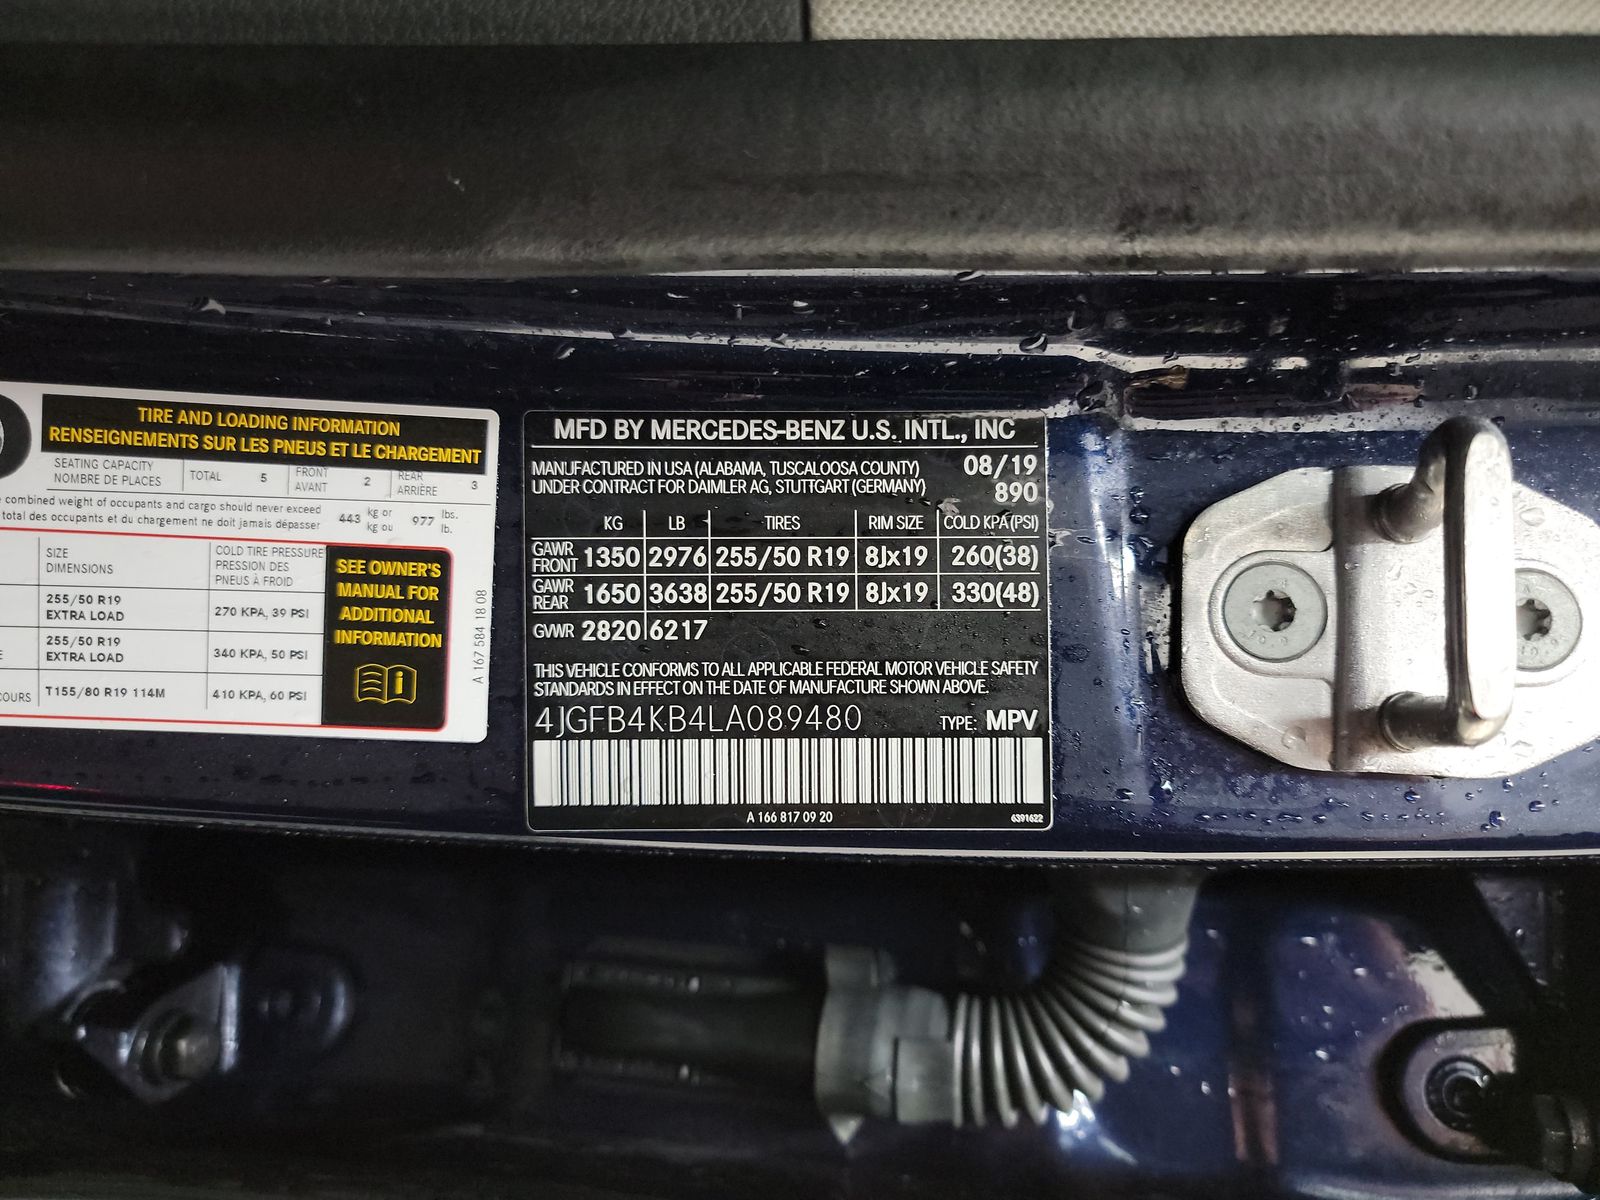 TIRE AND LOADING INFORMATION
RENSEIGNEMENTS SUR LES PNEUS ET LE CHARGEMENT
SEATING CAPACITY
NOMBRE DE PLACES
TOTAL 5
FRONT
AVANT
2
REAR
ARRIÈRE
3
combined weight of occupants and cargo should never exceed
total des occupants et du chargement ne doit jamais dépasser
443 kg or
kg ou
977 lbs.
lb.
SIZE
DIMENSIONS
COLD TIRE PRESSURE
PRESSION DES
PNEUS À FROID
255/50 R19
EXTRA LOAD
270 KPA, 39 PSI
255/50 R19
EXTRA LOAD
340 KPA, 50 PSI
COURS T155/80 R19 114M 410 KPA, 60 PSI
SEE OWNER'S
MANUAL FOR
ADDITIONAL
INFORMATION
A 167 584 18 08
MFD BY MERCEDES-BENZ U.S. INTL., INC
MANUFACTURED IN USA (ALABAMA, TUSCALOOSA COUNTY) 08/19
UNDER CONTRACT FOR DAIMLER AG, STUTTGART (GERMANY) 890
KG LB TIRES RIM SIZE COLD KPA(PSI)
GAWR
FRONT 1350 2976 255/50 R19 8Jx19 260(38)
GAWR
REAR 1650 3638 255/50 R19 8Jx19 330(48)
GVWR 2820 6217
THIS VEHICLE CONFORMS TO ALL APPLICABLE FEDERAL MOTOR VEHICLE SAFETY
STANDARDS IN EFFECT ON THE DATE OF MANUFACTURE SHOWN ABOVE.
4JGFB4KB4LA089480 TYPE: MPV
A 166 817 09 20
6391622
10.9